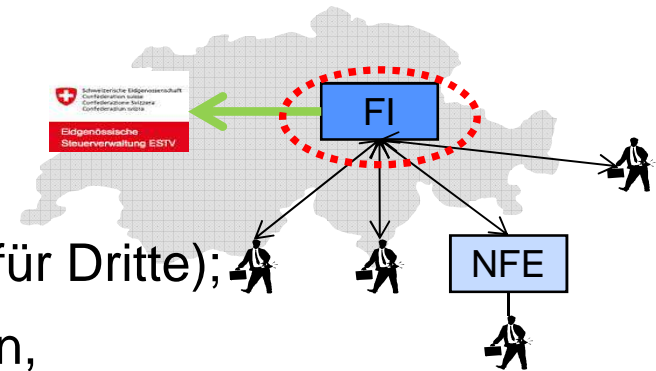 Schweizerische Eidgenossenschaft
Confédération suisse
Confederazione Svizzera
Confederaziun svizra
Eidgenössische
Steuerverwaltung ESTV
FI
für Dritte);
NFE
n,